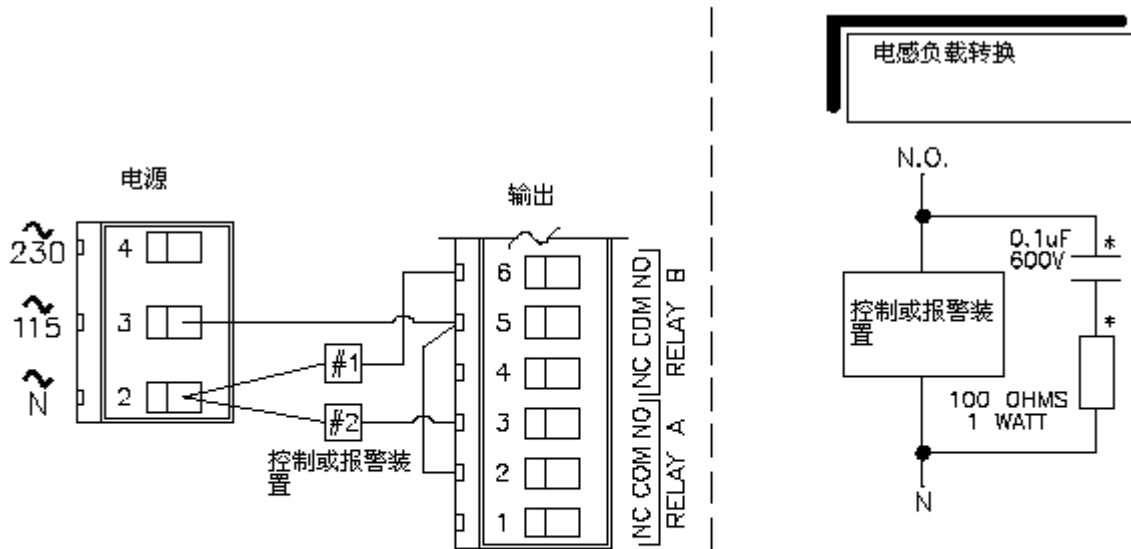 电源
~
230
4
~
115
3
~
N
2
#1
#2
控制或报警装
置
输出
6
5
4
3
2
1
NC COM NO
RELAY B
NC COM NO
RELAY A
电感负载转换
N.O.
0.1uF
600V
*
*
控制或报警装
置
100 OHMS
1 WATT
N